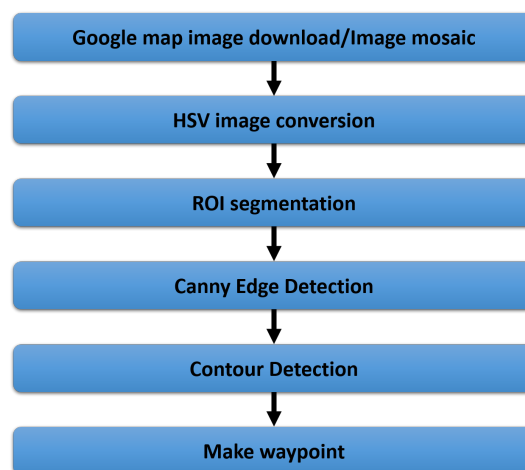 Google map image download/Image mosaic
HSV image conversion
ROI segmentation
Canny Edge Detection
Contour Detection
Make waypoint